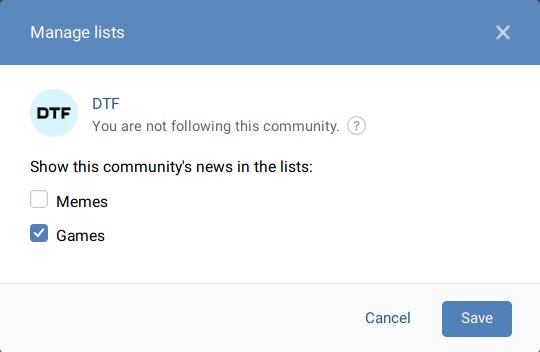 Manage lists
DTF
DTF
You are not following this community. ?
Show this community's news in the lists:
Memes
Games
Cancel
Save